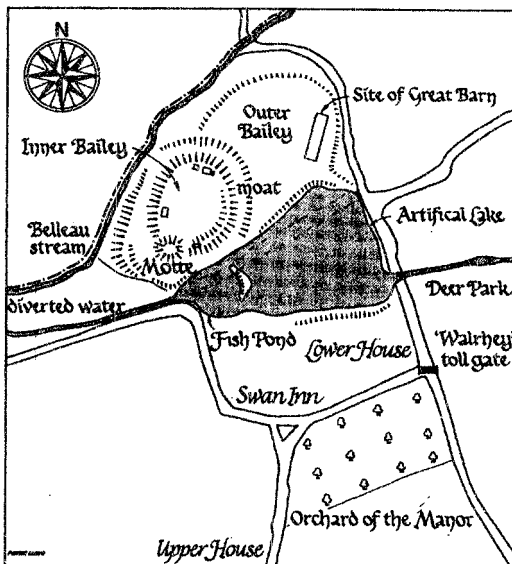 N
Outer
Bailey
Site of Great Barn
Inner Bailey
moat
Artifical Lake
Belleau
stream
Motte
diverted water
Deer Park
Fish Pond
Lower House
'Walrhey'
toll gate
Swan Inn
Orchard of the Manor
Upper House